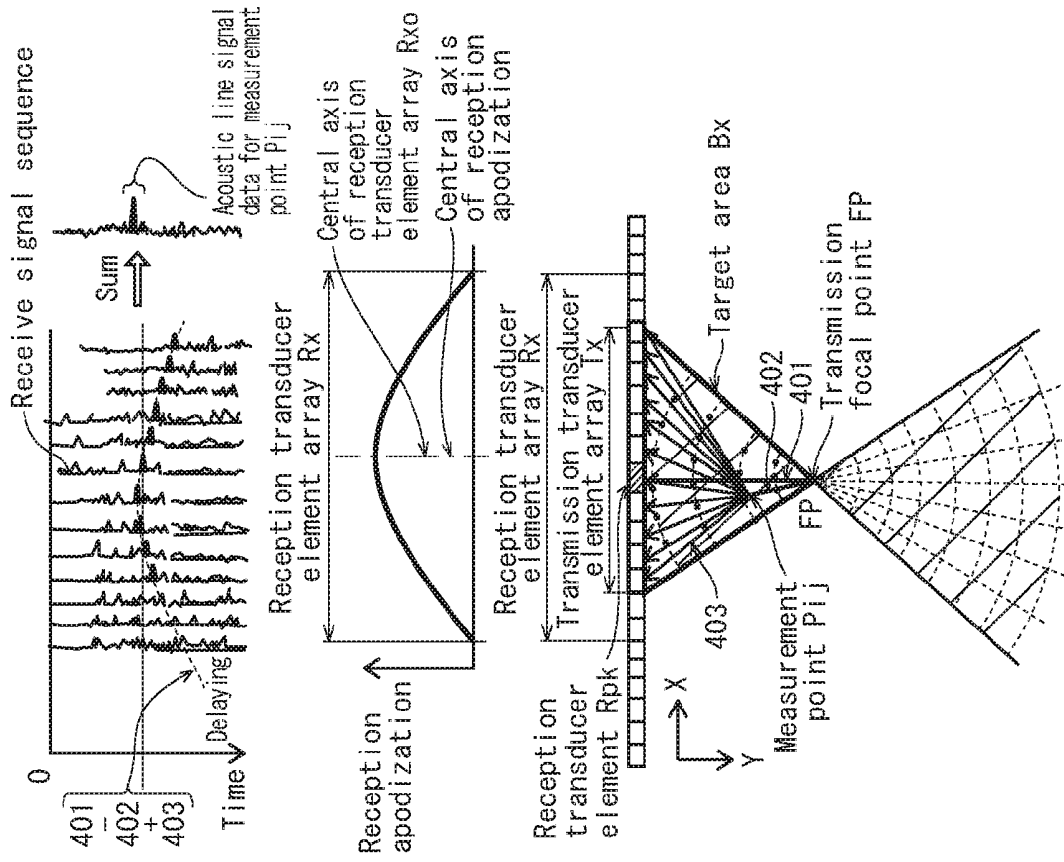 Receive signal sequence
0
401
−
402
+
403
Time
Delaying
Sum
Acoustic line signal
data for measurement
point Pij
Reception transducer
element array Rx
Reception
apodization
Central axis
of reception
transducer
element array Rxo
Central axis
of reception
apodization
Reception transducer
element array Rx
Transmission transducer
element array Tx
Reception
transducer
element Rpk
X
Y
403
Measurement
point Pij
FP
Target area Bx
402
401
Transmission
focal point FP